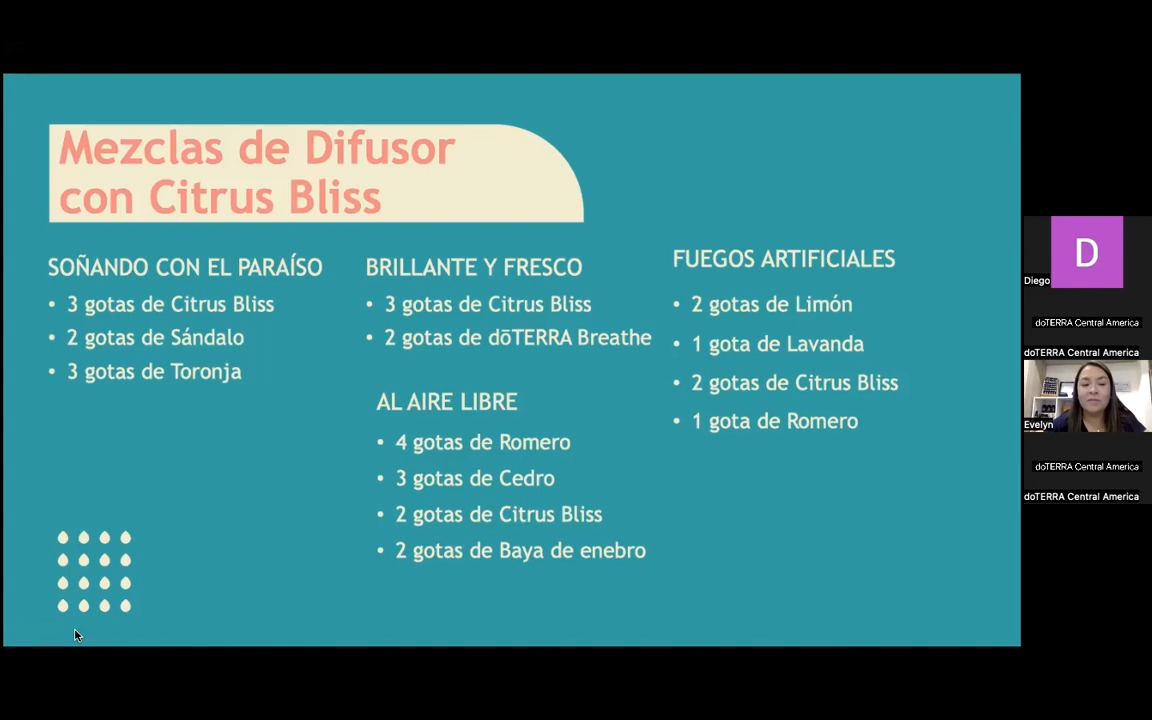 Mezclas de Difusor
con Citrus Bliss
SOÑANDO CON EL PARAÍSO
• 3 gotas de Citrus Bliss
• 2 gotas de Sándalo
• 3 gotas de Toronja
BRILLANTE Y FRESCO
• 3 gotas de Citrus Bliss
• 2 gotas de dōTERRA Breathe
AL AIRE LIBRE
• 4 gotas de Romero
• 3 gotas de Cedro
• 2 gotas de Citrus Bliss
• 2 gotas de Baya de enebro
FUEGOS ARTIFICIALES
• 2 gotas de Limón
• 1 gota de Lavanda
• 2 gotas de Citrus Bliss
• 1 gota de Romero
D
Diego
doTERRA Central America
doTERRA Central America
Evelyn
doTERRA Central America
doTERRA Central America